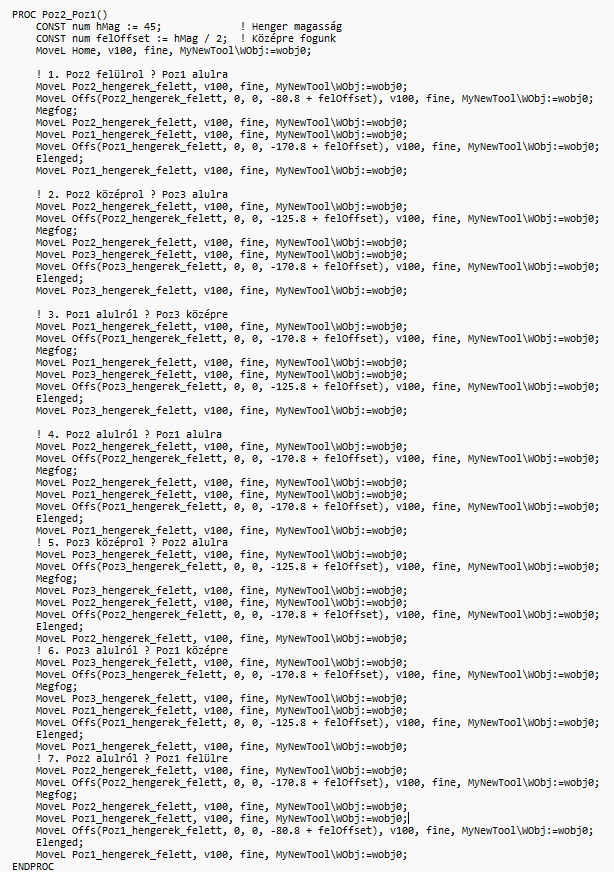 PROC Poz2_Poz1()
    CONST num hMag := 45;             ! Henger magasság
    CONST num felOffset := hMag / 2;  ! Középre fogunk
    MoveL Home, v100, fine, MyNewTool\WObj:=wobj0;

    ! 1. Poz2 felülrol ? Poz1 alulra
    MoveL Poz2_hengerek_felett, v100, fine, MyNewTool\WObj:=wobj0;
    MoveL Offs(Poz2_hengerek_felett, 0, 0, -80.8 + felOffset), v100, fine, MyNewTool\WObj:=wobj0;
    Megfog;
    MoveL Poz2_hengerek_felett, v100, fine, MyNewTool\WObj:=wobj0;
    MoveL Poz1_hengerek_felett, v100, fine, MyNewTool\WObj:=wobj0;
    MoveL Offs(Poz1_hengerek_felett, 0, 0, -170.8 + felOffset), v100, fine, MyNewTool\WObj:=wobj0;
    Elenged;
    MoveL Poz1_hengerek_felett, v100, fine, MyNewTool\WObj:=wobj0;

    ! 2. Poz2 középrol ? Poz3 alulra
    MoveL Poz2_hengerek_felett, v100, fine, MyNewTool\WObj:=wobj0;
    MoveL Offs(Poz2_hengerek_felett, 0, 0, -125.8 + felOffset), v100, fine, MyNewTool\WObj:=wobj0;
    Megfog;
    MoveL Poz2_hengerek_felett, v100, fine, MyNewTool\WObj:=wobj0;
    MoveL Poz3_hengerek_felett, v100, fine, MyNewTool\WObj:=wobj0;
    MoveL Offs(Poz3_hengerek_felett, 0, 0, -170.8 + felOffset), v100, fine, MyNewTool\WObj:=wobj0;
    Elenged;
    MoveL Poz3_hengerek_felett, v100, fine, MyNewTool\WObj:=wobj0;

    ! 3. Poz1 alulról ? Poz3 középre
    MoveL Poz1_hengerek_felett, v100, fine, MyNewTool\WObj:=wobj0;
    MoveL Offs(Poz1_hengerek_felett, 0, 0, -170.8 + felOffset), v100, fine, MyNewTool\WObj:=wobj0;
    Megfog;
    MoveL Poz1_hengerek_felett, v100, fine, MyNewTool\WObj:=wobj0;
    MoveL Poz3_hengerek_felett, v100, fine, MyNewTool\WObj:=wobj0;
    MoveL Offs(Poz3_hengerek_felett, 0, 0, -125.8 + felOffset), v100, fine, MyNewTool\WObj:=wobj0;
    Elenged;
    MoveL Poz3_hengerek_felett, v100, fine, MyNewTool\WObj:=wobj0;

    ! 4. Poz2 alulról ? Poz1 alulra
    MoveL Poz2_hengerek_felett, v100, fine, MyNewTool\WObj:=wobj0;
    MoveL Offs(Poz2_hengerek_felett, 0, 0, -170.8 + felOffset), v100, fine, MyNewTool\WObj:=wobj0;
    Megfog;
    MoveL Poz2_hengerek_felett, v100, fine, MyNewTool\WObj:=wobj0;
    MoveL Poz1_hengerek_felett, v100, fine, MyNewTool\WObj:=wobj0;
    MoveL Offs(Poz1_hengerek_felett, 0, 0, -170.8 + felOffset), v100, fine, MyNewTool\WObj:=wobj0;
    Elenged;
    MoveL Poz1_hengerek_felett, v100, fine, MyNewTool\WObj:=wobj0;
    ! 5. Poz3 középrol ? Poz2 alulra
    MoveL Poz3_hengerek_felett, v100, fine, MyNewTool\WObj:=wobj0;
    MoveL Offs(Poz3_hengerek_felett, 0, 0, -125.8 + felOffset), v100, fine, MyNewTool\WObj:=wobj0;
    Megfog;
    MoveL Poz3_hengerek_felett, v100, fine, MyNewTool\WObj:=wobj0;
    MoveL Poz2_hengerek_felett, v100, fine, MyNewTool\WObj:=wobj0;
    MoveL Offs(Poz2_hengerek_felett, 0, 0, -170.8 + felOffset), v100, fine, MyNewTool\WObj:=wobj0;
    Elenged;
    MoveL Poz2_hengerek_felett, v100, fine, MyNewTool\WObj:=wobj0;
    ! 6. Poz3 alulról ? Poz1 középre
    MoveL Poz3_hengerek_felett, v100, fine, MyNewTool\WObj:=wobj0;
    MoveL Offs(Poz3_hengerek_felett, 0, 0, -170.8 + felOffset), v100, fine, MyNewTool\WObj:=wobj0;
    Megfog;
    MoveL Poz3_hengerek_felett, v100, fine, MyNewTool\WObj:=wobj0;
    MoveL Poz1_hengerek_felett, v100, fine, MyNewTool\WObj:=wobj0;
    MoveL Offs(Poz1_hengerek_felett, 0, 0, -125.8 + felOffset), v100, fine, MyNewTool\WObj:=wobj0;
    Elenged;
    MoveL Poz1_hengerek_felett, v100, fine, MyNewTool\WObj:=wobj0;
    ! 7. Poz2 alulról ? Poz1 felülre
    MoveL Poz2_hengerek_felett, v100, fine, MyNewTool\WObj:=wobj0;
    MoveL Offs(Poz2_hengerek_felett, 0, 0, -170.8 + felOffset), v100, fine, MyNewTool\WObj:=wobj0;
    Megfog;
    MoveL Poz2_hengerek_felett, v100, fine, MyNewTool\WObj:=wobj0;
    MoveL Poz1_hengerek_felett, v100, fine, MyNewTool\WObj:=wobj0;
    MoveL Offs(Poz1_hengerek_felett, 0, 0, -80.8 + felOffset), v100, fine, MyNewTool\WObj:=wobj0;
    Elenged;
    MoveL Poz1_hengerek_felett, v100, fine, MyNewTool\WObj:=wobj0;
ENDPROC